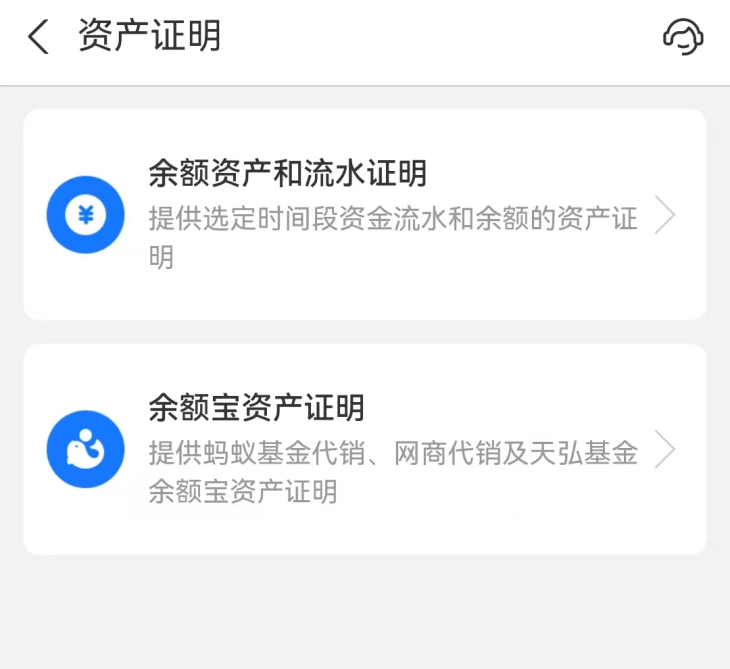 资产证明
余额资产和流水证明
¥
提供选定时间段资金流水和余额的资产证
明
余额宝资产证明
提供蚂蚁基金代销、网商代销及天弘基金
余额宝资产证明